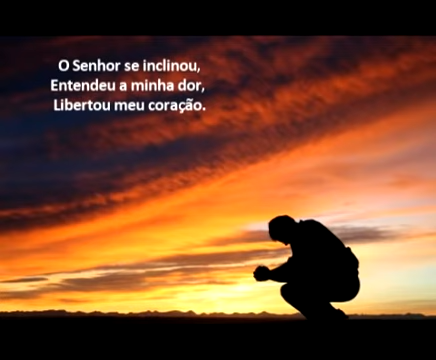 O Senhor se inclinou,
Entendeu a minha dor,
Libertou meu coração.